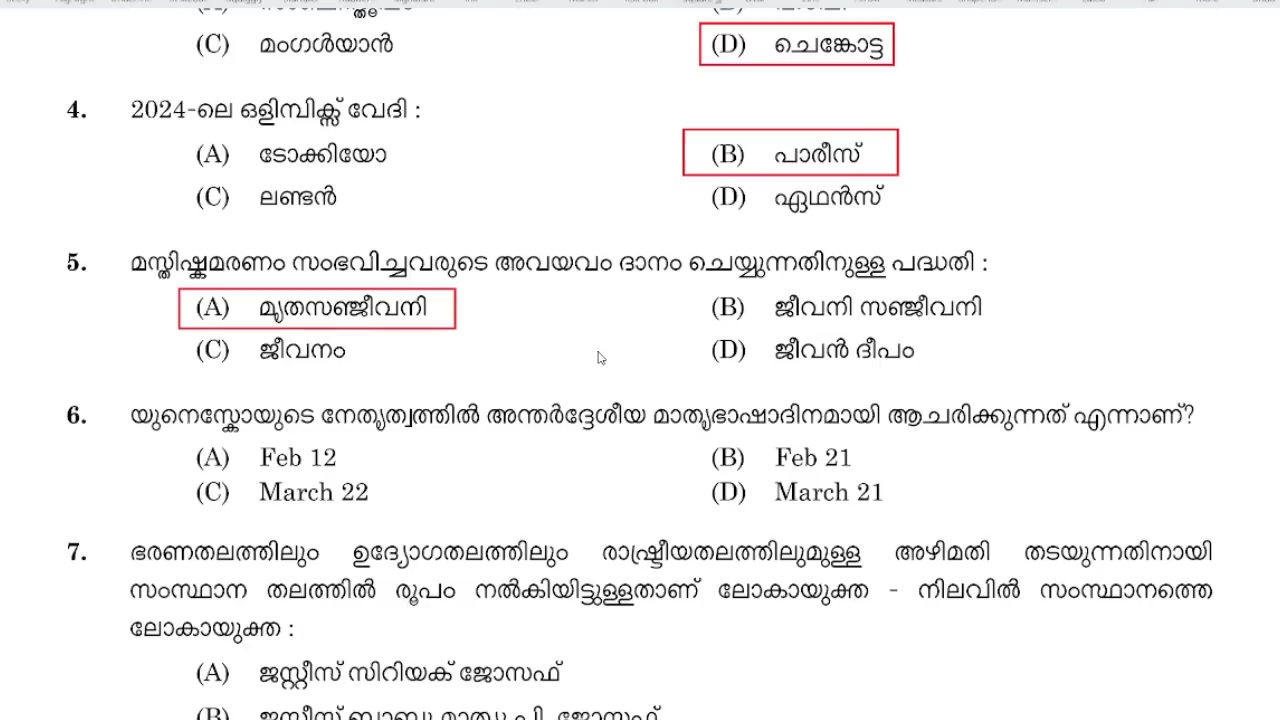 (C) മംഗൾയാൻ (D) ചെങ്കോട്ട
4. 2024-ലെ ഒളിമ്പിക്സ് വേദി :
(A) ടോക്കിയോ (B) പാരീസ്
(C) ലണ്ടൻ (D) ഏഥൻസ്
5. മസ്തിഷ്കമരണം സംഭവിച്ചവരുടെ അവയവം ദാനം ചെയ്യുന്നതിനുള്ള പദ്ധതി :
(A) മൃതസഞ്ജീവനി (B) ജീവനി സഞ്ജീവനി
(C) ജീവനം (D) ജീവൻ ദീപം
6. യുനെസ്കോയുടെ നേതൃത്വത്തിൽ അന്തർദ്ദേശീയ മാതൃഭാഷാദിനമായി ആചരിക്കുന്നത് എന്നാണ്?
(A) Feb 12 (B) Feb 21
(C) March 22 (D) March 21
7. ഭരണതലത്തിലും ഉദ്യോഗതലത്തിലും രാഷ്ട്രീയതലത്തിലുമുള്ള അഴിമതി തടയുന്നതിനായി
സംസ്ഥാന തലത്തിൽ രൂപം നൽകിയിട്ടുള്ളതാണ് ലോകായുക്ത - നിലവിൽ സംസ്ഥാനത്തെ
ലോകായുക്ത :
(A) ജസ്റ്റീസ് സിറിയക് ജോസഫ്
(B) ജസ്റ്റീസ് ബാബു മാത്യു പി. ജോസഫ്